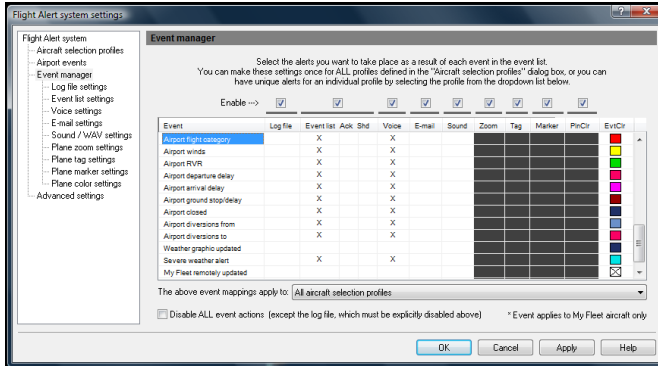 Flight Alert system settings
Flight Alert system
Aircraft selection profiles
Airport events
Event manager
Log file settings
Event list settings
Voice settings
E-mail settings
Sound / WAV settings
Plane zoom settings
Plane tag settings
Plane marker settings
Plane color settings
Advanced settings
Event manager
Select the alerts you want to take place as a result of each event in the event list.
You can make these settings once for ALL profiles defined in the "Aircraft selection profiles" dialog box, or you can
have unique alerts for an individual profile by selecting the profile from the dropdown list below.
Enable --->
Event Log file Event list Ack Shd Voice E-mail Sound Zoom Tag Marker PlnClr EvtClr
Airport flight category X X
Airport winds X X
Airport RVR X X
Airport departure delay X X
Airport arrival delay X X
Airport ground stop/delay X X
Airport closed X X
Airport diversions from X X
Airport diversions to X X
Weather graphic updated
Severe weather alert X X
My Fleet remotely updated
The above event mappings apply to: All aircraft selection profiles
Disable ALL event actions (except the log file, which must be explicitly disabled above) * Event applies to My Fleet aircraft only
OK Cancel Apply Help